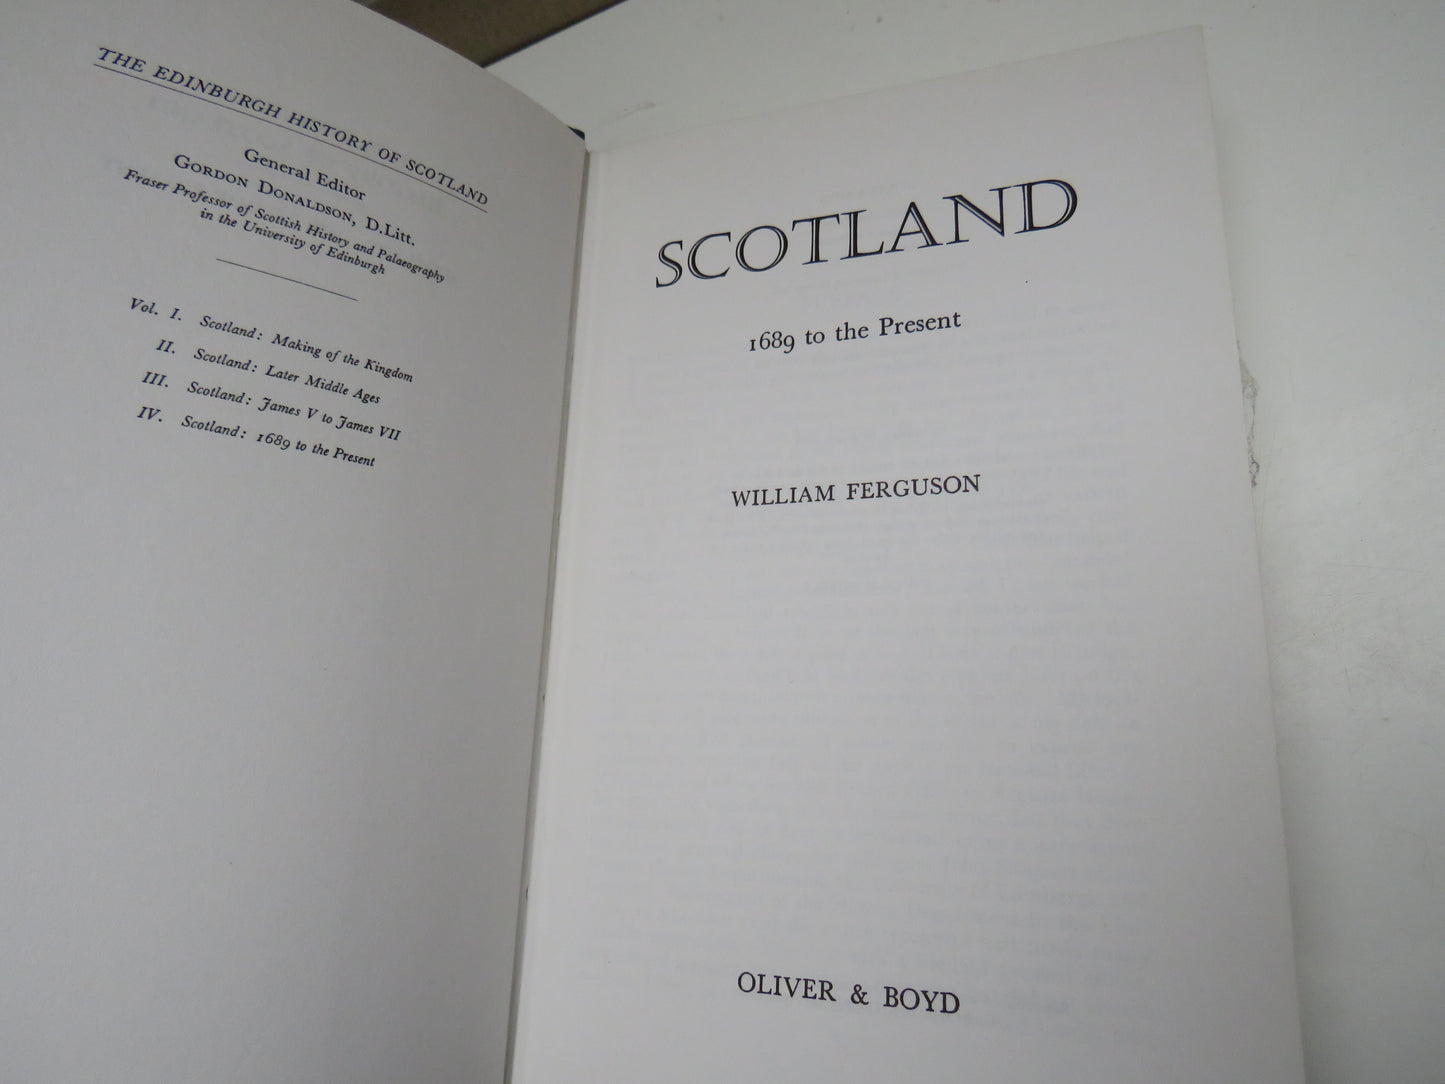 THE EDINBURGH HISTORY OF SCOTLAND
General Editor
GORDON DONALDSON, D.Litt.
Fraser Professor of Scottish History and Palaeography
in the University of Edinburgh
Vol. I. Scotland: Making of the Kingdom
II. Scotland: Later Middle Ages
III. Scotland: James V to James VII
IV. Scotland: 1689 to the Present
SCOTLAND
1689 to the Present
WILLIAM FERGUSON
OLIVER & BOYD